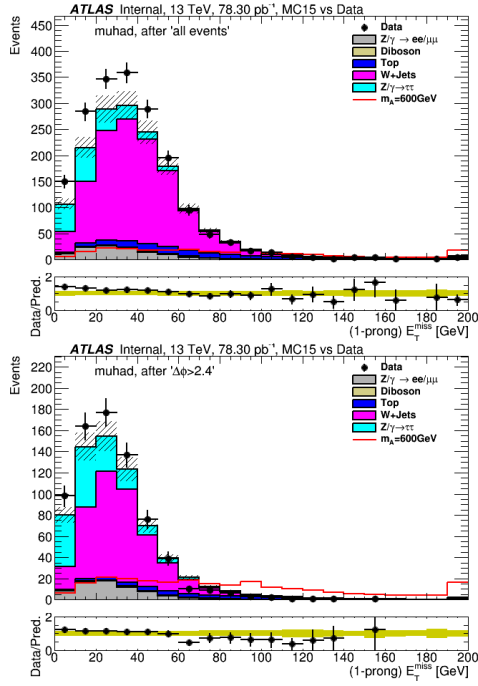 ATLAS Internal, 13 TeV, 78.30 pb⁻¹, MC15 vs Data
Events
muhad, after 'all events'
Data
Z/γ → ee/μμ
Diboson
Top
W+Jets
Z/γ→ττ
m_A=600GeV
450
400
350
300
250
200
150
100
50
0
Data/Pred.
2
1
0
0 20 40 60 80 100 120 140 160 180 200
(1-prong) E_T^miss [GeV]
ATLAS Internal, 13 TeV, 78.30 pb⁻¹, MC15 vs Data
Events
muhad, after 'Δϕ>2.4'
Data
Z/γ → ee/μμ
Diboson
Top
W+Jets
Z/γ→ττ
m_A=600GeV
220
200
180
160
140
120
100
80
60
40
20
0
Data/Pred.
2
1
0
0 20 40 60 80 100 120 140 160 180 200
(1-prong) E_T^miss [GeV]